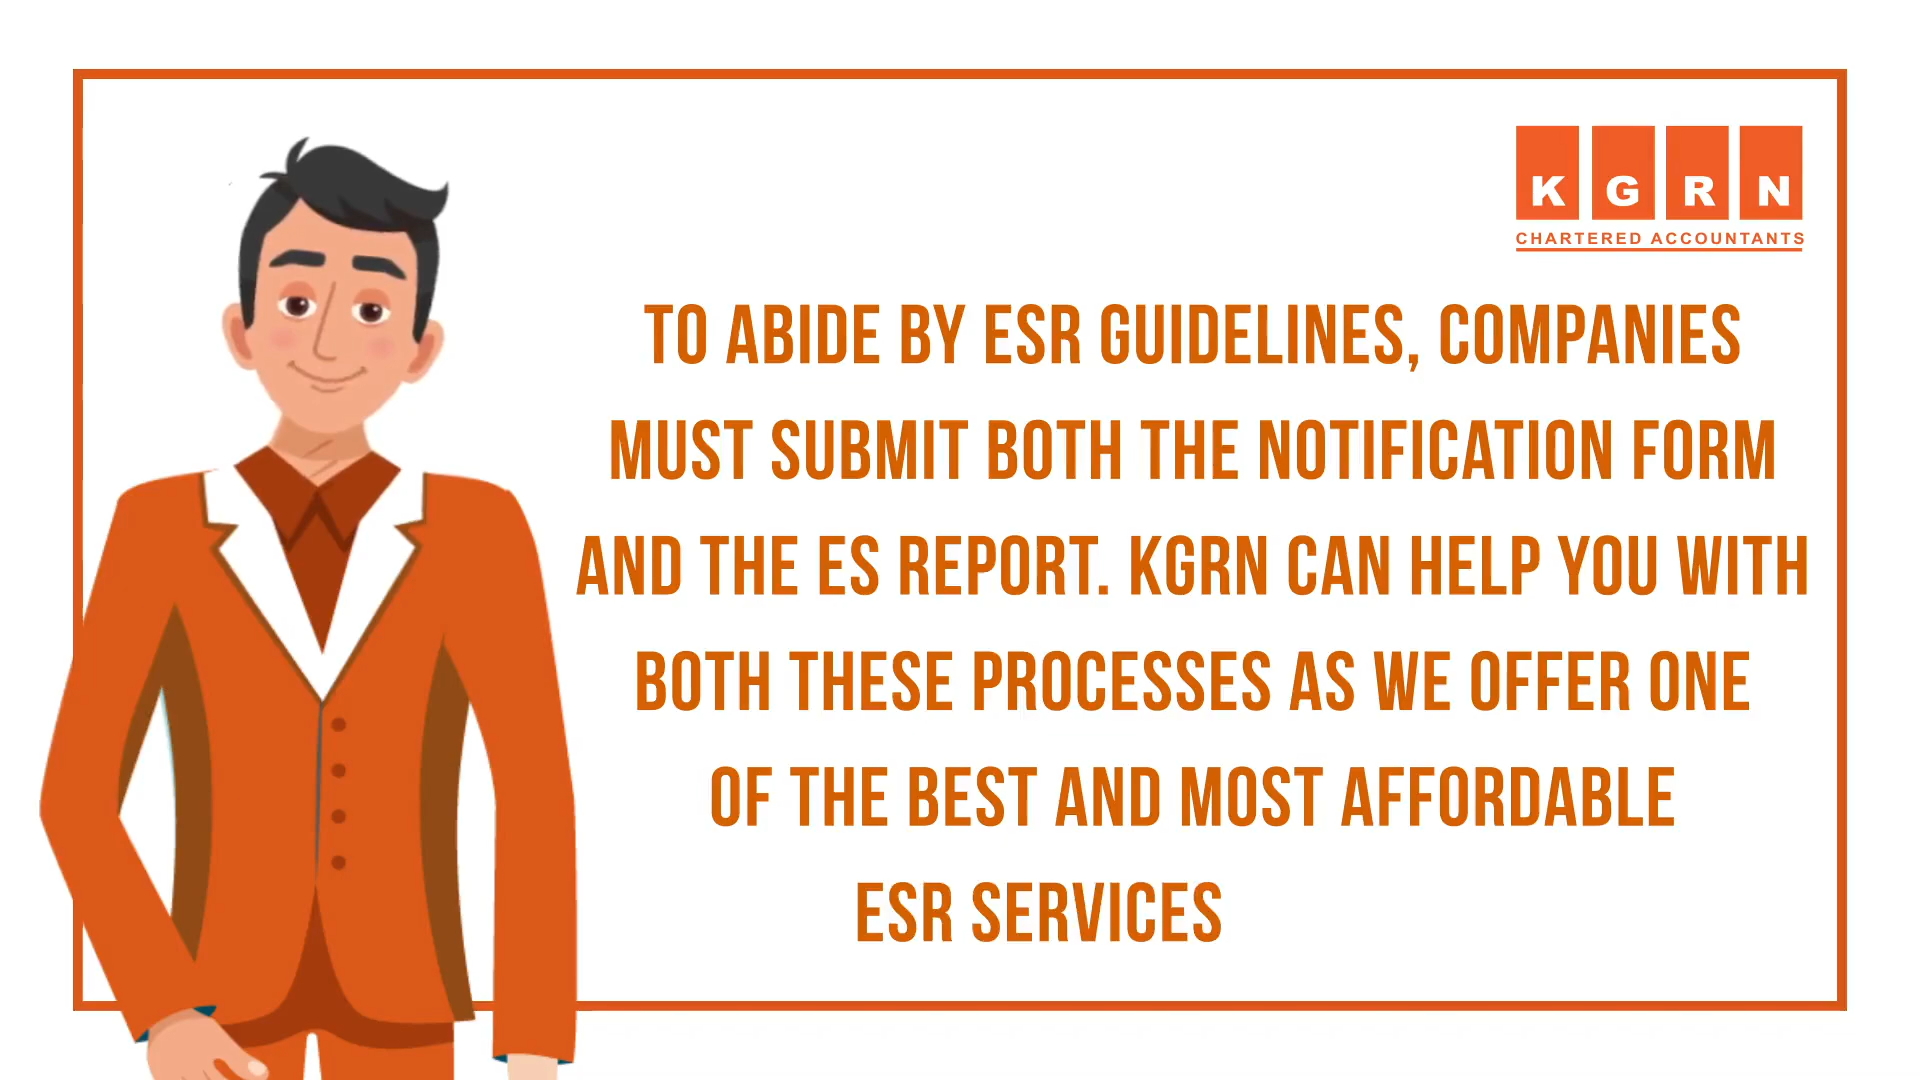 K G R N
CHARTERED ACCOUNTANTS
TO ABIDE BY ESR GUIDELINES, COMPANIES
MUST SUBMIT BOTH THE NOTIFICATION FORM
AND THE ES REPORT. KGRN CAN HELP YOU WITH
BOTH THESE PROCESSES AS WE OFFER ONE
OF THE BEST AND MOST AFFORDABLE
ESR SERVICES